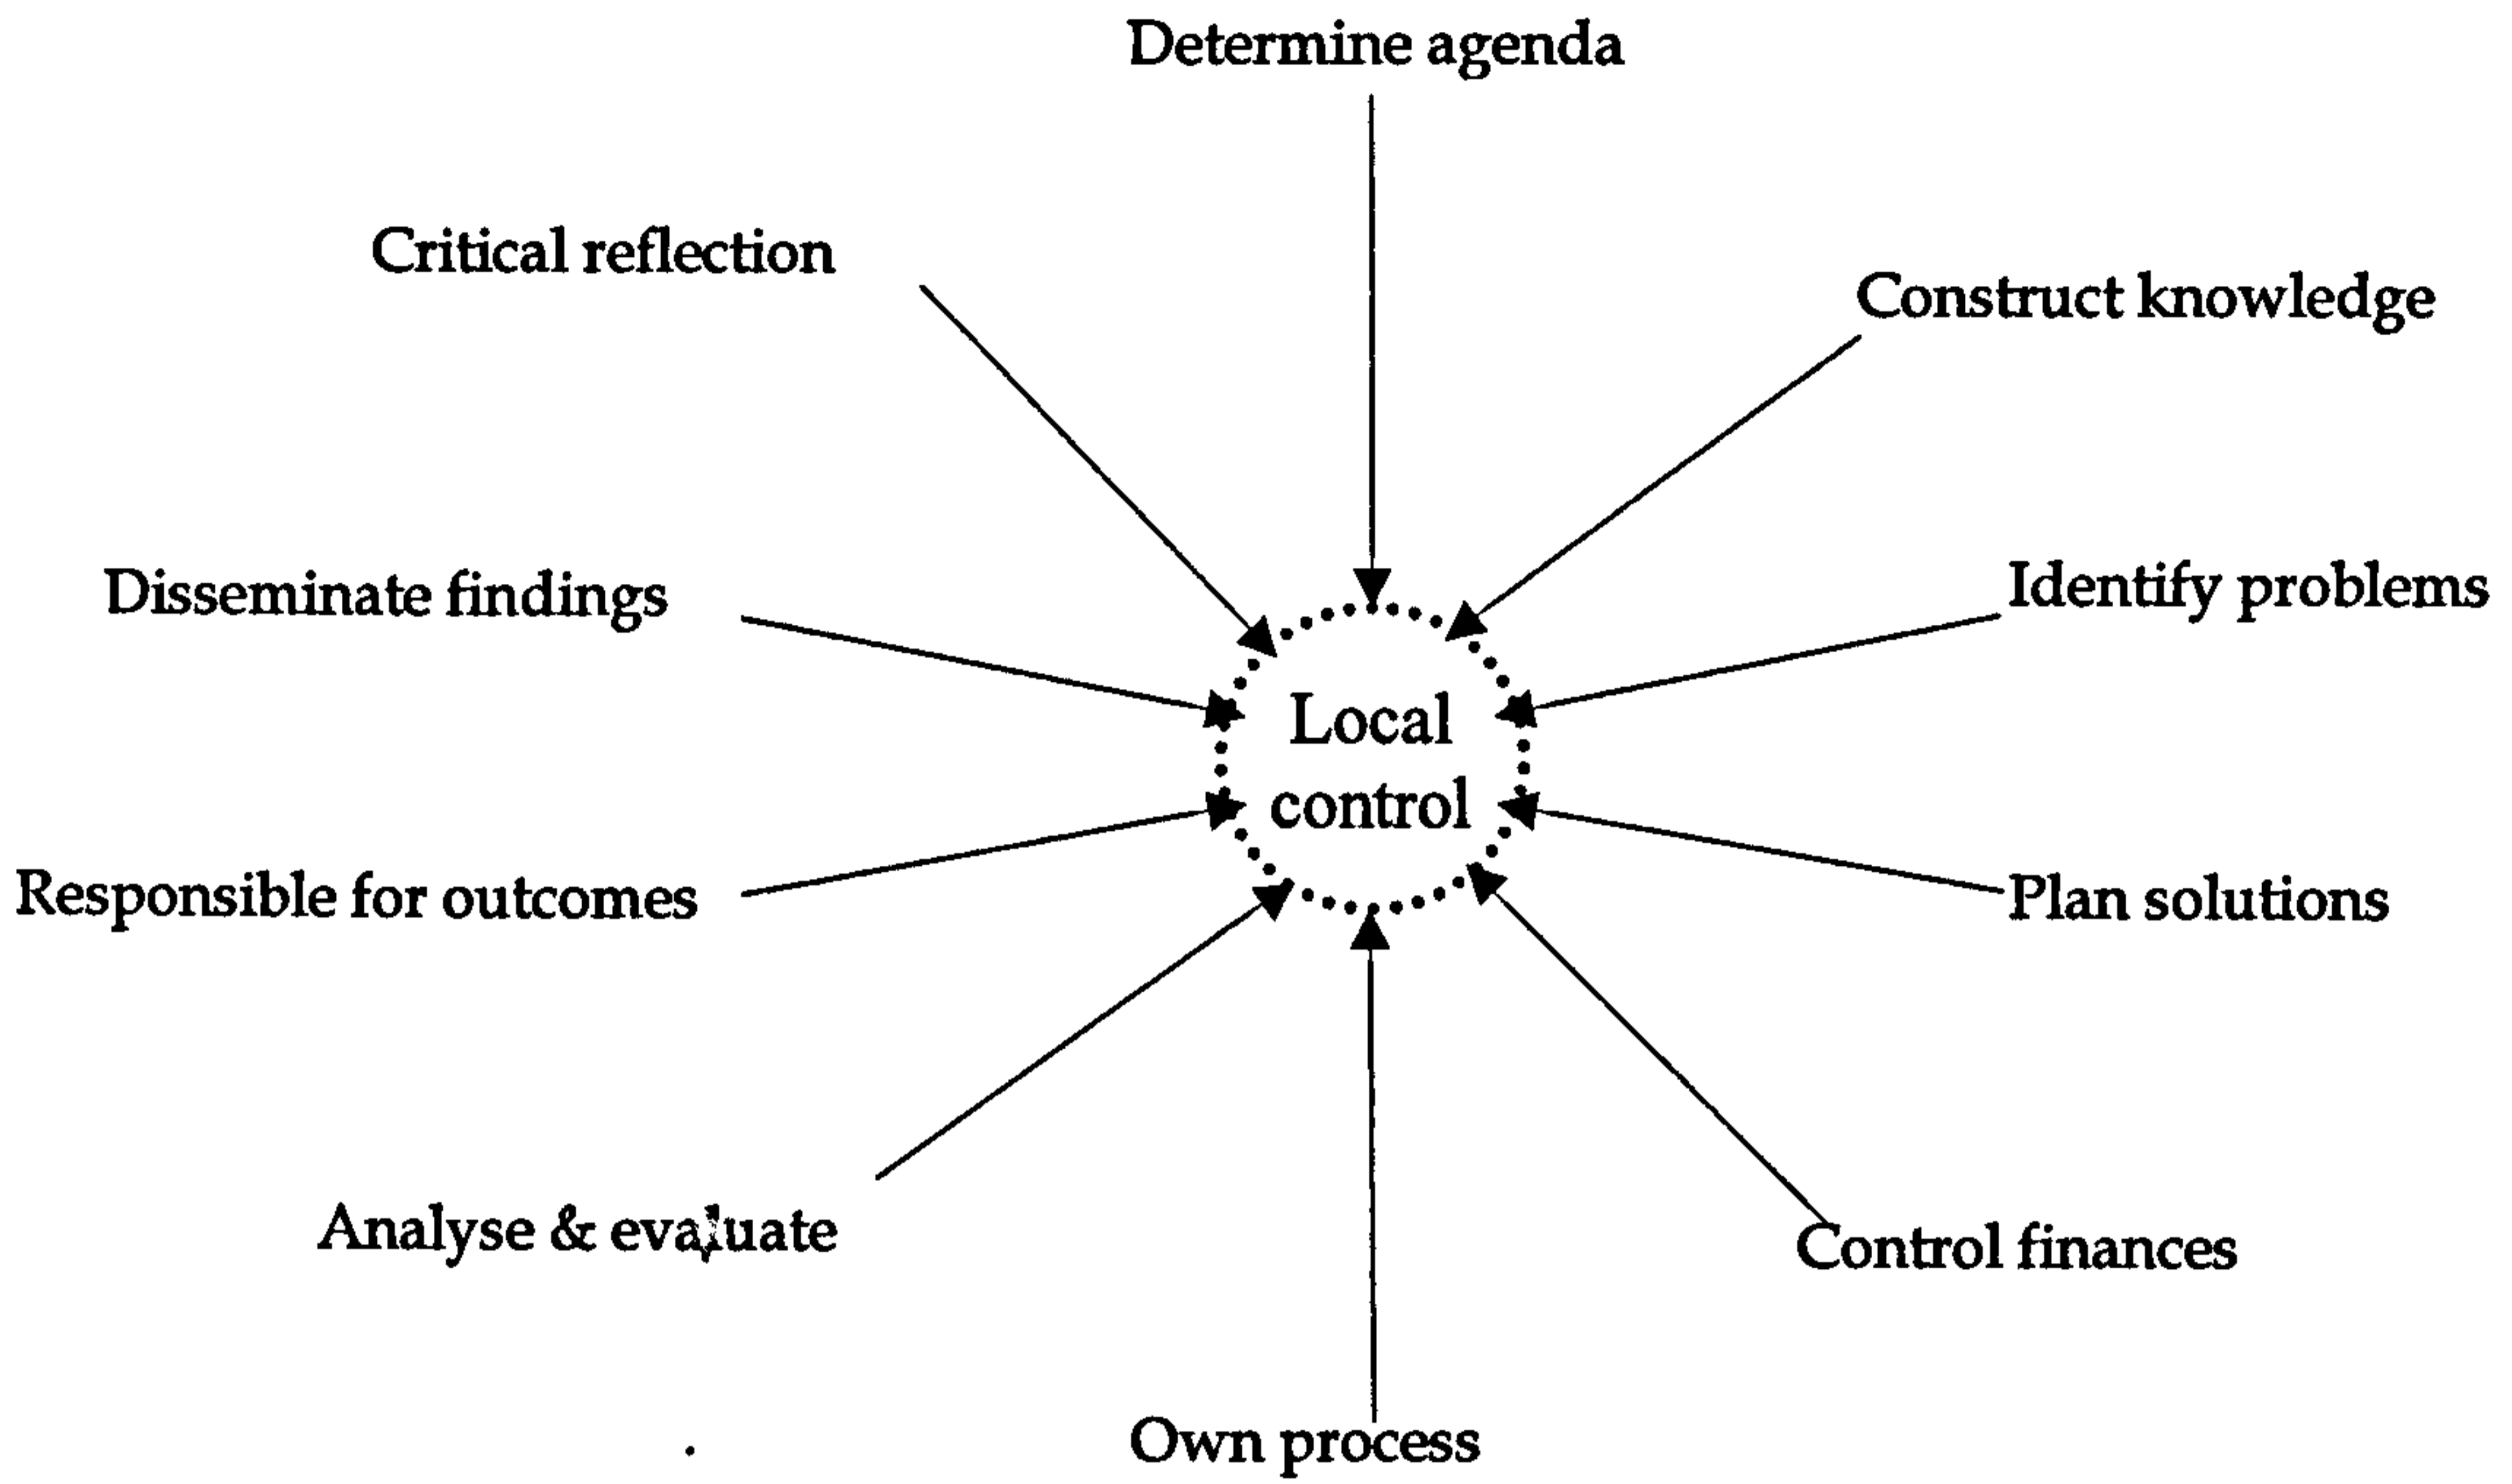 Determine agenda
Critical reflection
Construct knowledge
Disseminate findings
Identify problems
Local
control
Responsible for outcomes
Plan solutions
Analyse & evaluate
Control finances
Own process